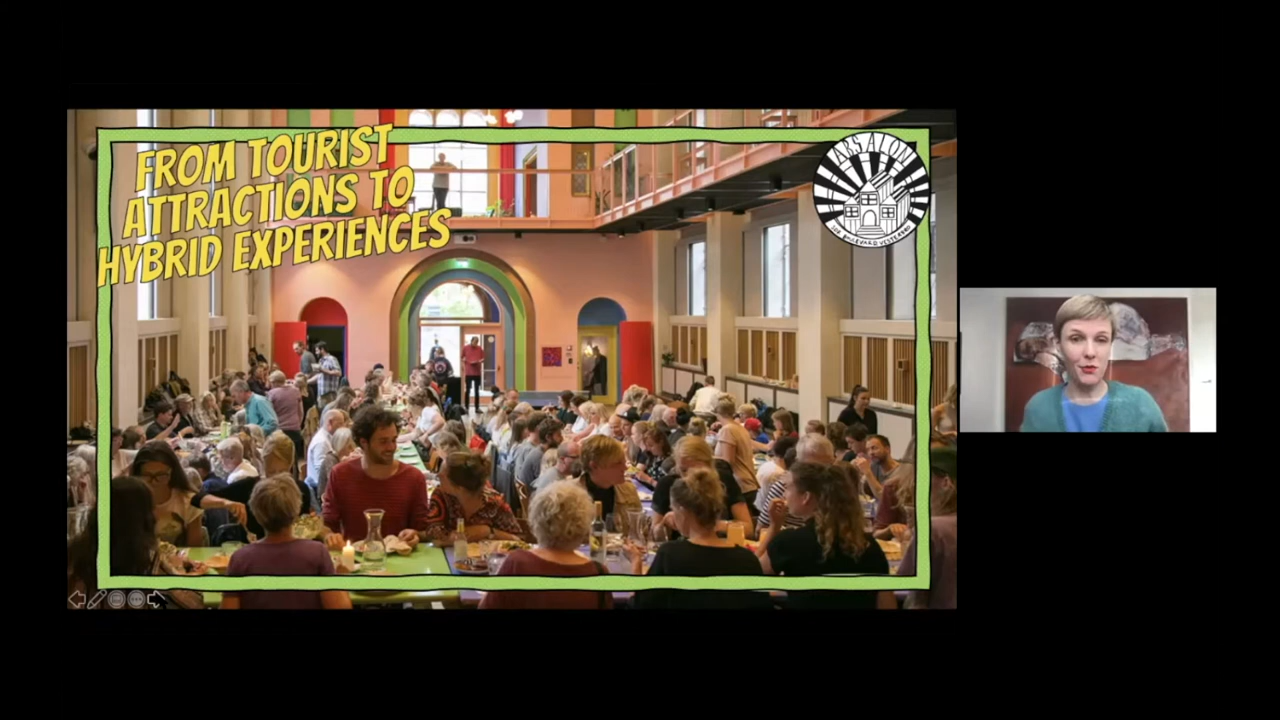 FROM TOURIST
ATTRACTIONS TO
HYBRID EXPERIENCES
ABSALON